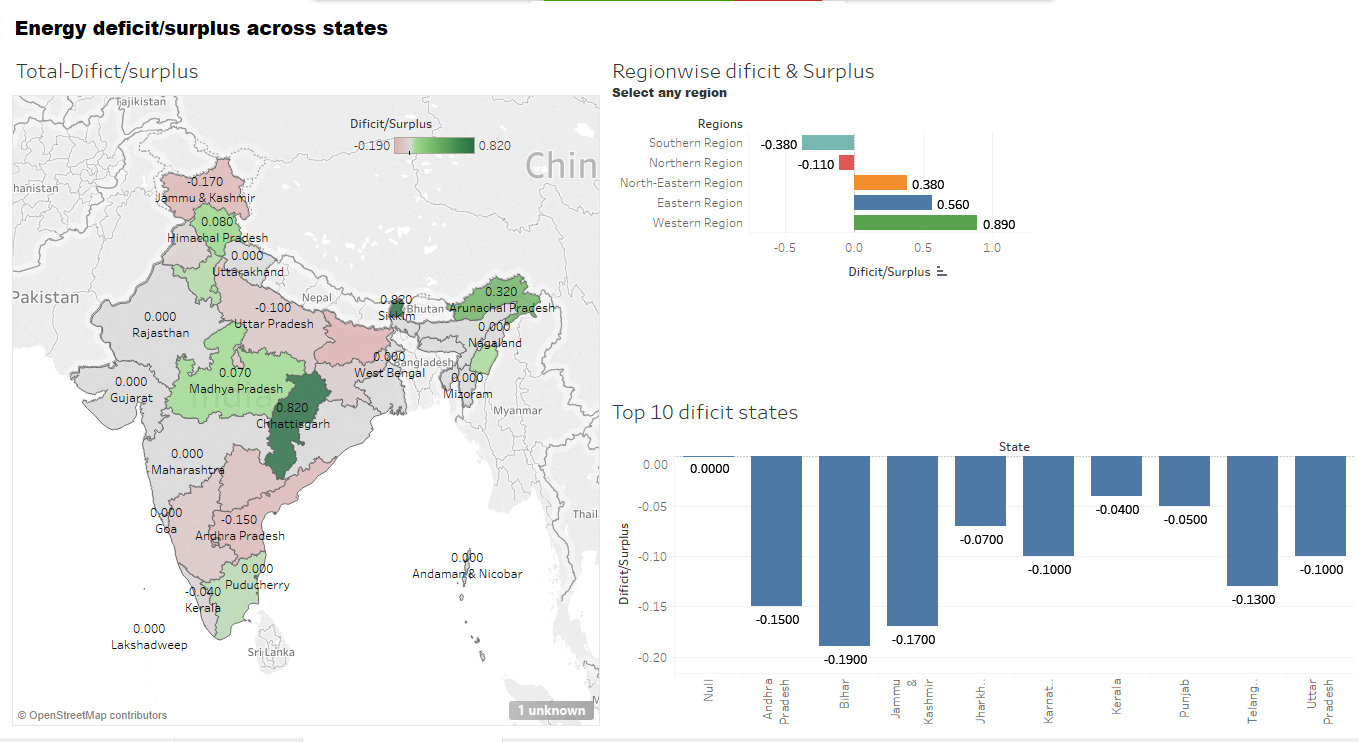 Energy deficit/surplus across states
Total-Difict/surplus
Tajikistan
Dificit/Surplus
-0.190
0.820
Chin
hanistan
-0.170
Jammu & Kashmir
0.080
Himachal Pradesh
0.000
Uttarakhand
Pakistan
Nepal
0.820
Sikkim
Bhutan
0.320
Arunachal Pradesh
0.000
Rajasthan
-0.100
Uttar Pradesh
0.000
Nagaland
0.000
West Bengal
Bangladesh
0.070
Madhya Pradesh
India
0.000
Gujarat
0.000
Mizoram
0.820
Chhattisgarh
Myanmar
0.000
Maharashtra
0.000
Goa
-0.150
Andhra Pradesh
Thail
0.000
Puducherry
0.000
Andaman & Nicobar
-0.040
Kerala
0.000
Lakshadweep
Sri Lanka
M
© OpenStreetMap contributors
1 unknown
Regionwise dificit & Surplus
Select any region
Regions
Southern Region
-0.380
Northern Region
-0.110
North-Eastern Region
0.380
Eastern Region
0.560
Western Region
0.890
-0.5
0.0
0.5
1.0
Dificit/Surplus
Top 10 dificit states
State
Dificit/Surplus
0.00
-0.05
-0.10
-0.15
-0.20
0.0000
-0.1500
-0.1900
-0.1700
-0.0700
-0.1000
-0.0400
-0.0500
-0.1300
-0.1000
Null
Andhra
Pradesh
Bihar
Jammu
&
Kashmir
Jharkh..
Karnat..
Kerala
Punjab
Telang..
Uttar
Pradesh